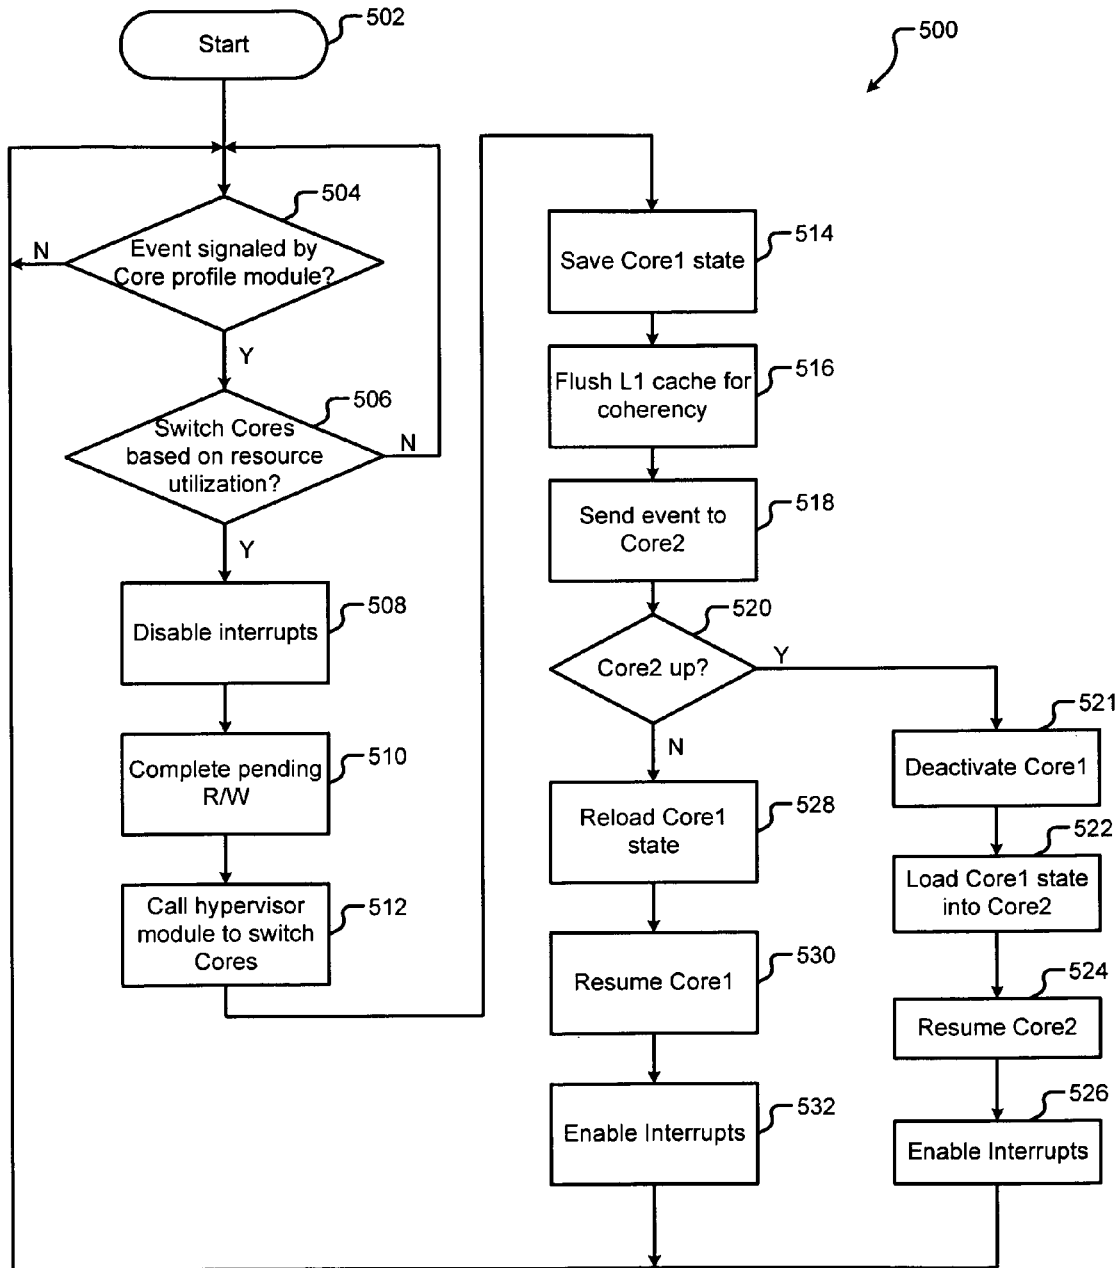 Start
502
500
504
Event signaled by
Core profile module?
N
Y
506
Switch Cores
based on resource
utilization?
N
Y
508
Disable interrupts
510
Complete pending
R/W
512
Call hypervisor
module to switch
Cores
514
Save Core1 state
516
Flush L1 cache for
coherency
518
Send event to
Core2
520
Core2 up?
Y
N
521
Deactivate Core1
522
Load Core1 state
into Core2
524
Resume Core2
526
Enable Interrupts
528
Reload Core1
state
530
Resume Core1
532
Enable Interrupts